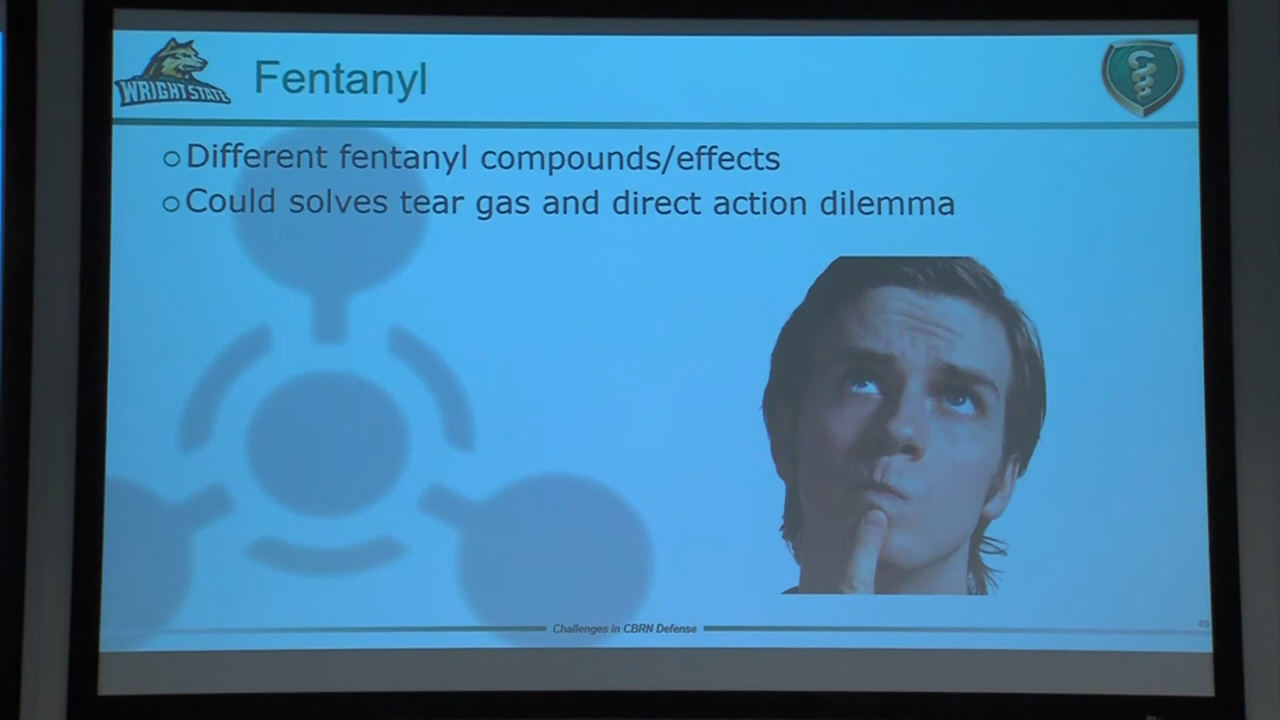 WRIGHT STATE
Fentanyl
Different fentanyl compounds/effects
Could solves tear gas and direct action dilemma
Challenges in CBRN Defense